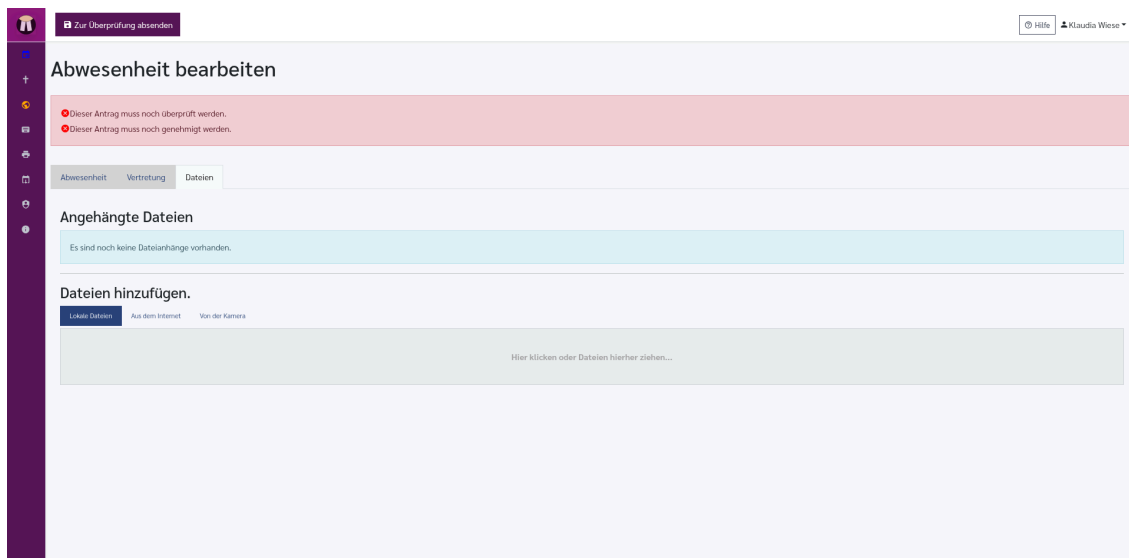 Zur Überprüfung absenden
Hilfe
Klaudia Wiese
Abwesenheit bearbeiten
Dieser Antrag muss noch überprüft werden.
Dieser Antrag muss noch genehmigt werden.
Abwesenheit Vertretung Dateien
Angehängte Dateien
Es sind noch keine Dateianhänge vorhanden.
Dateien hinzufügen.
Lokale Dateien Aus dem Internet Von der Kamera
Hier klicken oder Dateien hierher ziehen...